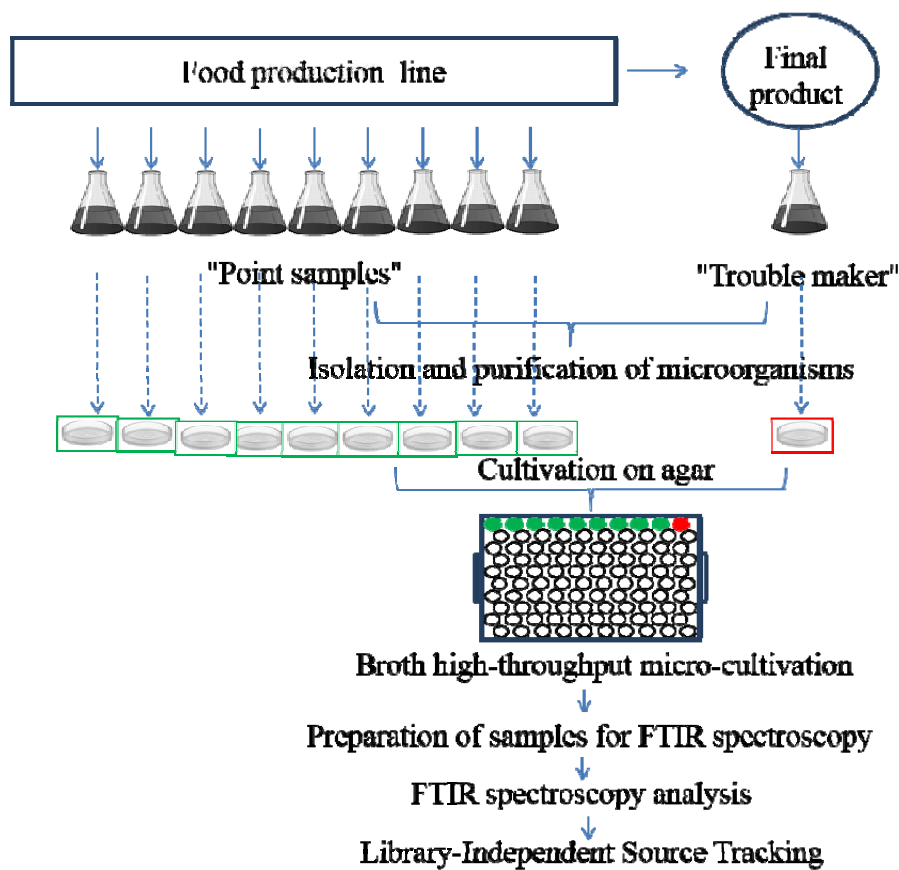 Food production line
Final
product
"Point samples"
"Trouble maker"
Isolation and purification of microorganisms
Cultivation on agar
Broth high-throughput micro-cultivation
Preparation of samples for FTIR spectroscopy
FTIR spectroscopy analysis
Library-Independent Source Tracking